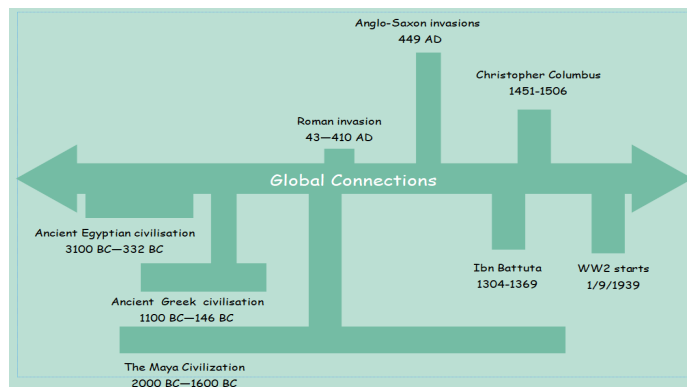 Anglo-Saxon invasions
449 AD
Christopher Columbus
1451-1506
Roman invasion
43—410 AD
Global Connections
Ancient Egyptian civilisation
3100 BC—332 BC
Ibn Battuta
1304-1369
WW2 starts
1/9/1939
Ancient Greek civilisation
1100 BC—146 BC
The Maya Civilization
2000 BC—1600 BC